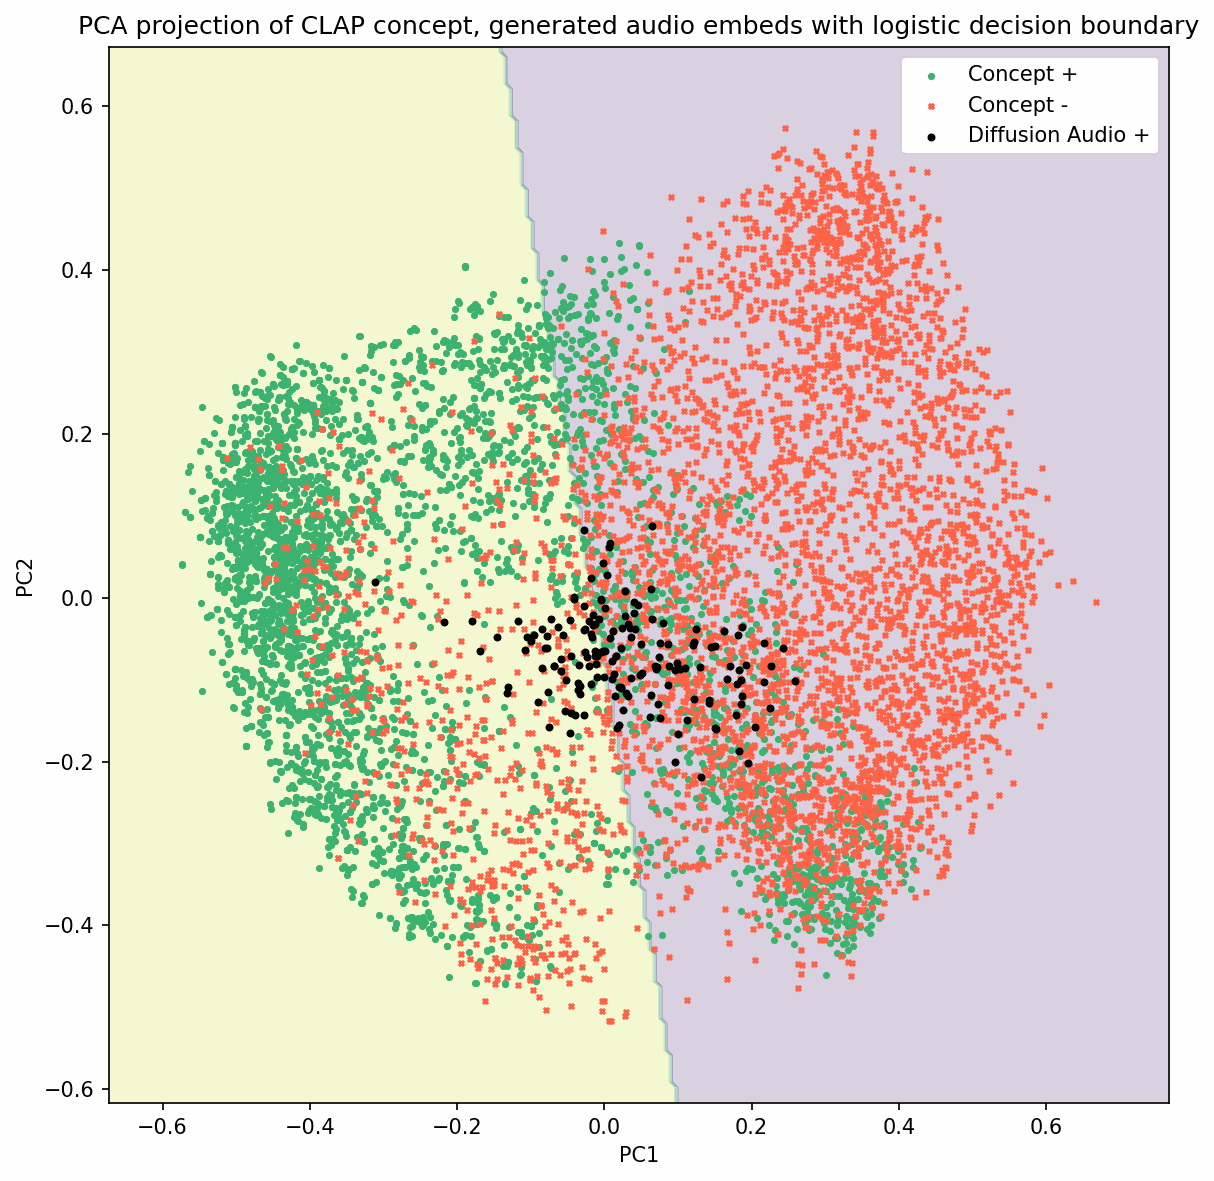 PCA projection of CLAP concept, generated audio embeds with logistic decision boundary
Concept +
Concept -
Diffusion Audio +
0.6
0.4
0.2
0.0
−0.2
−0.4
−0.6
PC2
−0.6
−0.4
−0.2
0.0
0.2
0.4
0.6
PC1